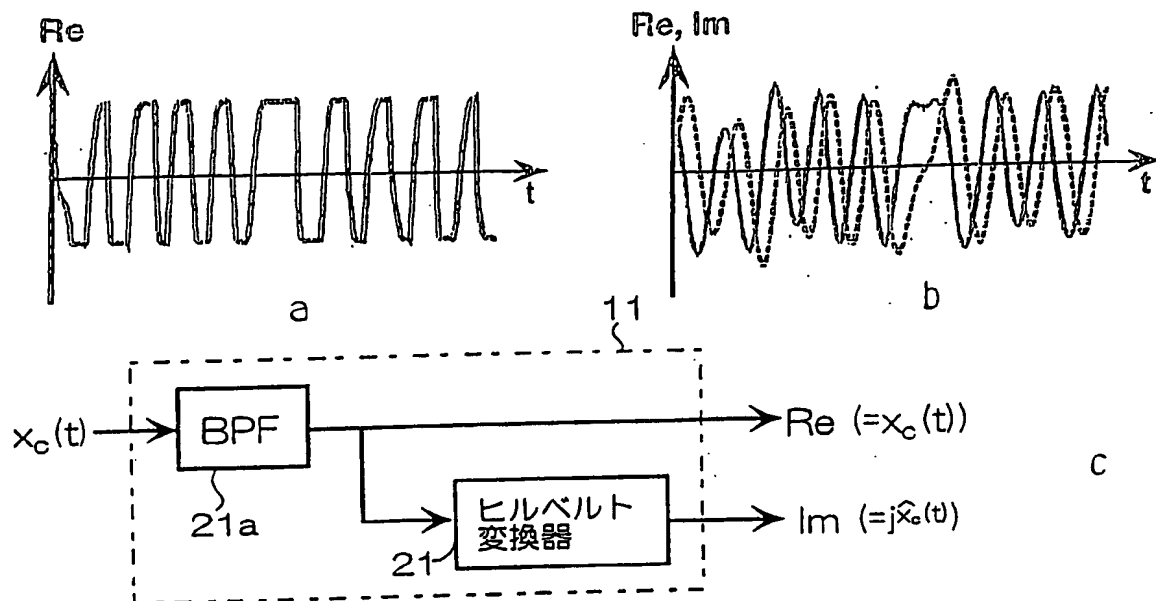 Re
t
a
Re, Im
t
b
11
x_c(t)
BPF
21a
Re (=x_c(t))
c
ヒルベルト
変換器
21
Im (=jx̂_c(t))